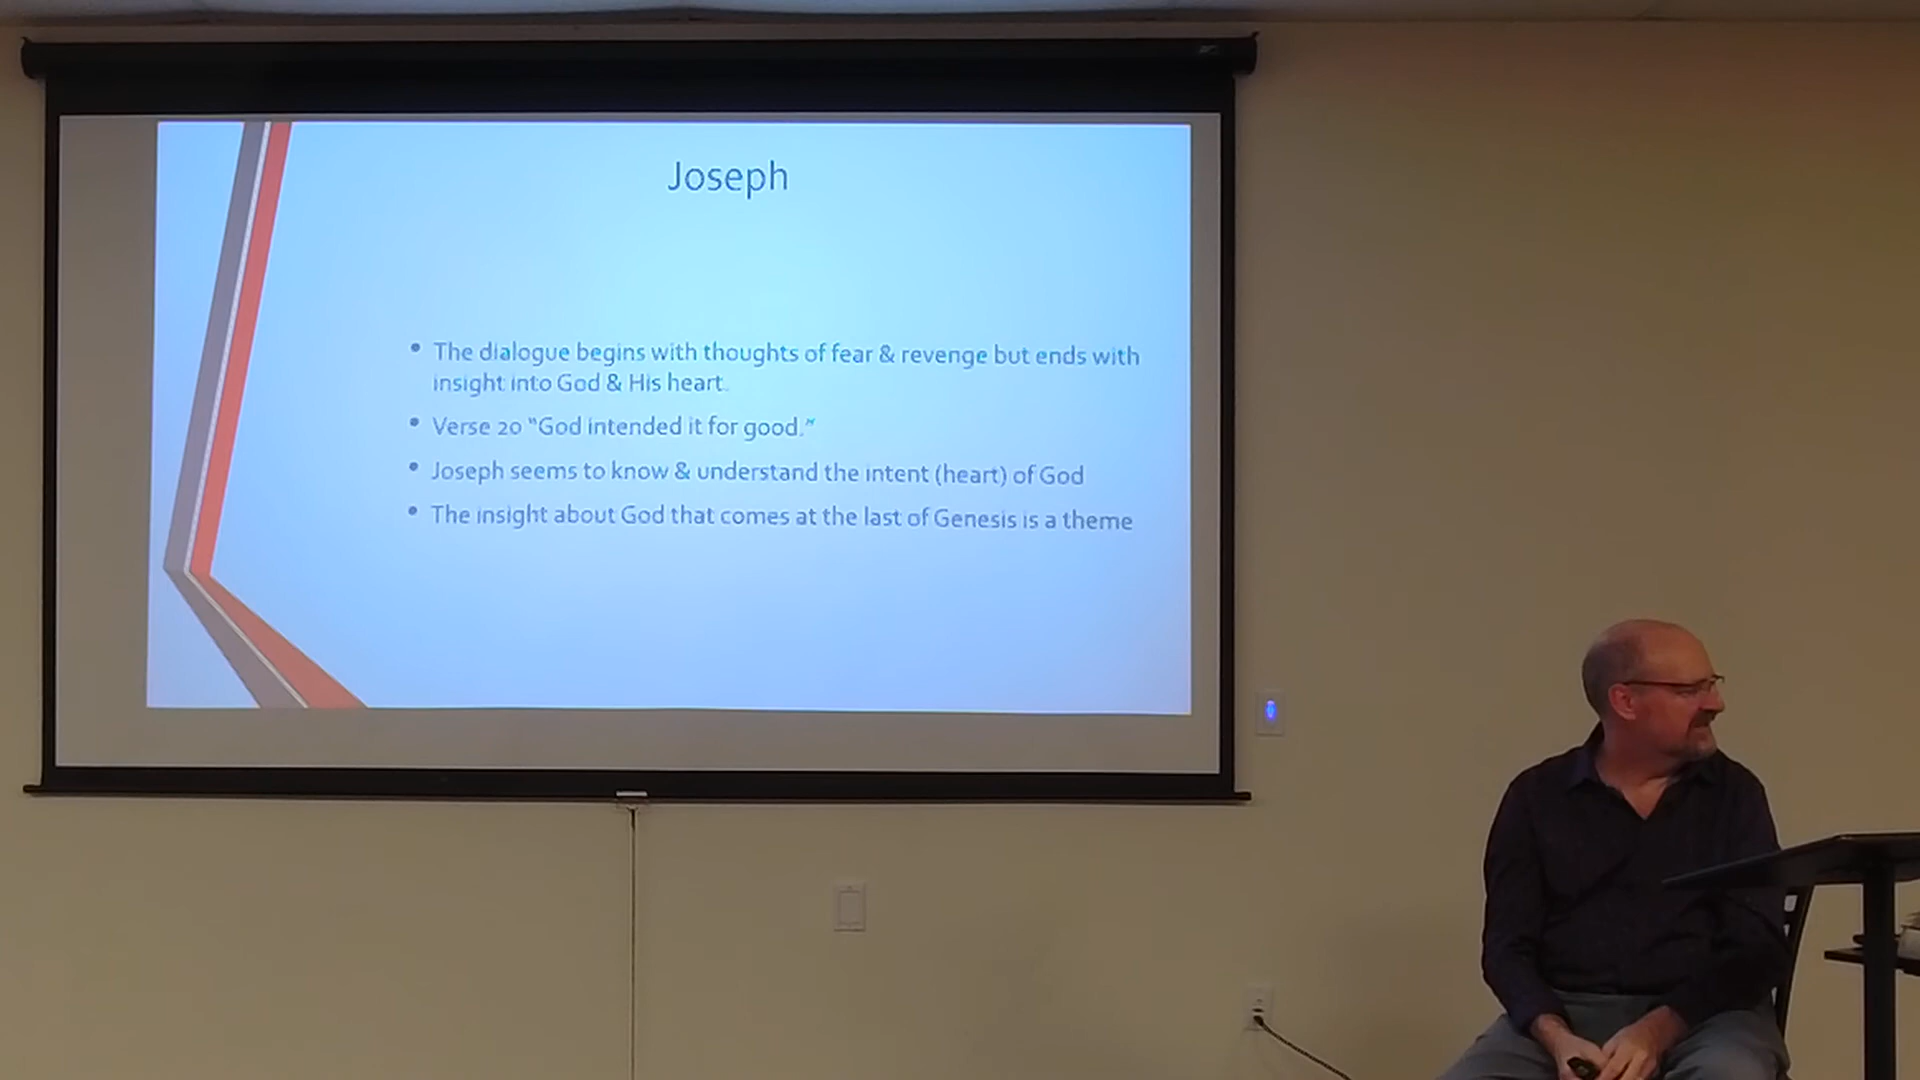 Joseph
• The dialogue begins with thoughts of fear & revenge but ends with
insight into God & His heart.
• Verse 20 "God intended it for good."
• Joseph seems to know & understand the intent (heart) of God
• The insight about God that comes at the last of Genesis is a theme